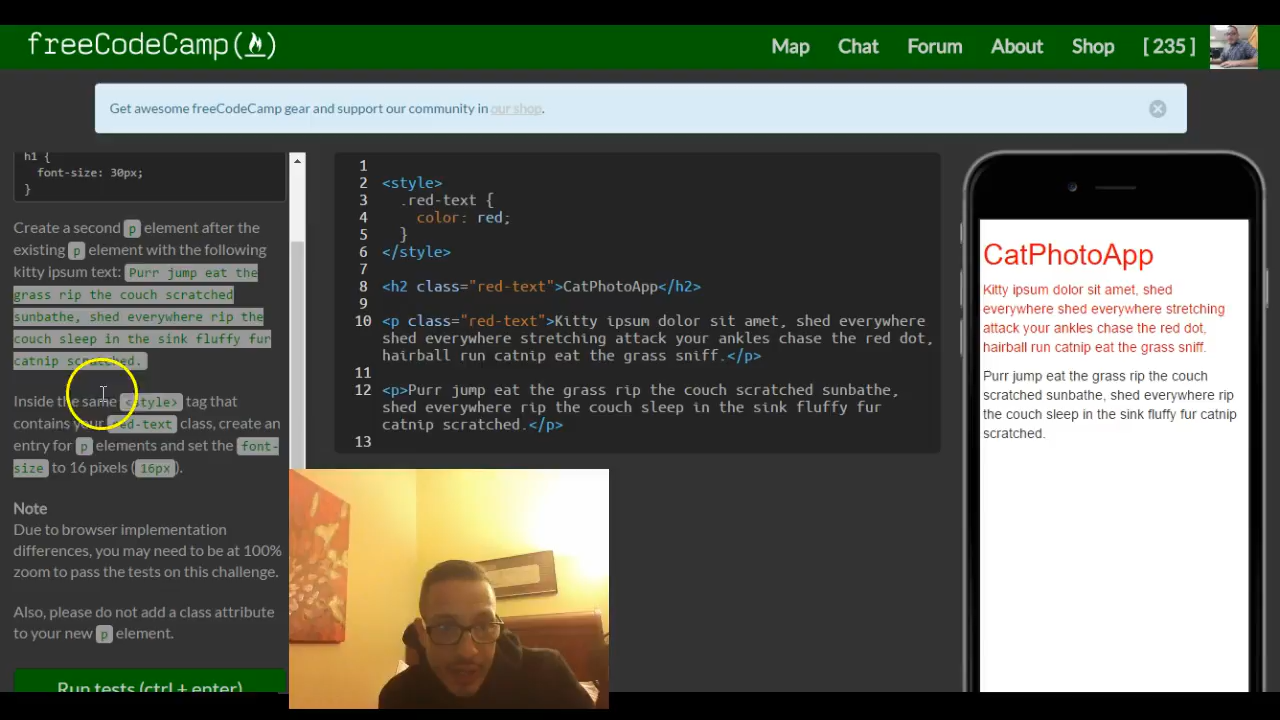 freeCodeCamp
Map Chat Forum About Shop [ 235 ]
Get awesome freeCodeCamp gear and support our community in our shop.
h1 {
font-size: 30px;
}
Create a second p element after the
existing p element with the following
kitty ipsum text: Purr jump eat the
grass rip the couch scratched
sunbathe, shed everywhere rip the
couch sleep in the sink fluffy fur
catnip scratched.
Inside the same <style> tag that
contains your red-text class, create an
entry for p elements and set the font-
size to 16 pixels (16px).
Note
Due to browser implementation
differences, you may need to be at 100%
zoom to pass the tests on this challenge.
Also, please do not add a class attribute
to your new p element.
Run tests (ctrl + enter)
1
2 <style>
3 .red-text {
4 color: red;
5 }
6 </style>
7
8 <h2 class="red-text">CatPhotoApp</h2>
9
10 <p class="red-text">Kitty ipsum dolor sit amet, shed everywhere
shed everywhere stretching attack your ankles chase the red dot,
hairball run catnip eat the grass sniff.</p>
11
12 <p>Purr jump eat the grass rip the couch scratched sunbathe,
shed everywhere rip the couch sleep in the sink fluffy fur
catnip scratched.</p>
13
CatPhotoApp
Kitty ipsum dolor sit amet, shed
everywhere shed everywhere stretching
attack your ankles chase the red dot,
hairball run catnip eat the grass sniff.
Purr jump eat the grass rip the couch
scratched sunbathe, shed everywhere rip
the couch sleep in the sink fluffy fur catnip
scratched.